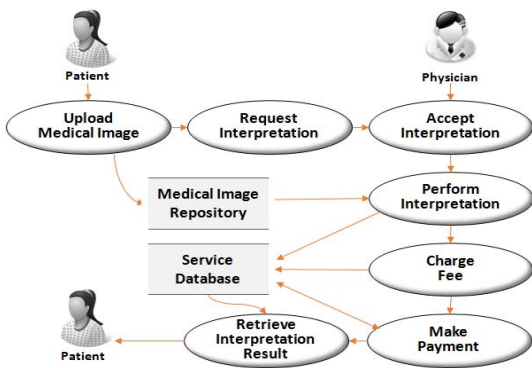 Patient
Physician
Upload
Medical Image
Request
Interpretation
Accept
Interpretation
Medical Image
Repository
Perform
Interpretation
Service
Database
Charge
Fee
Patient
Retrieve
Interpretation
Result
Make
Payment